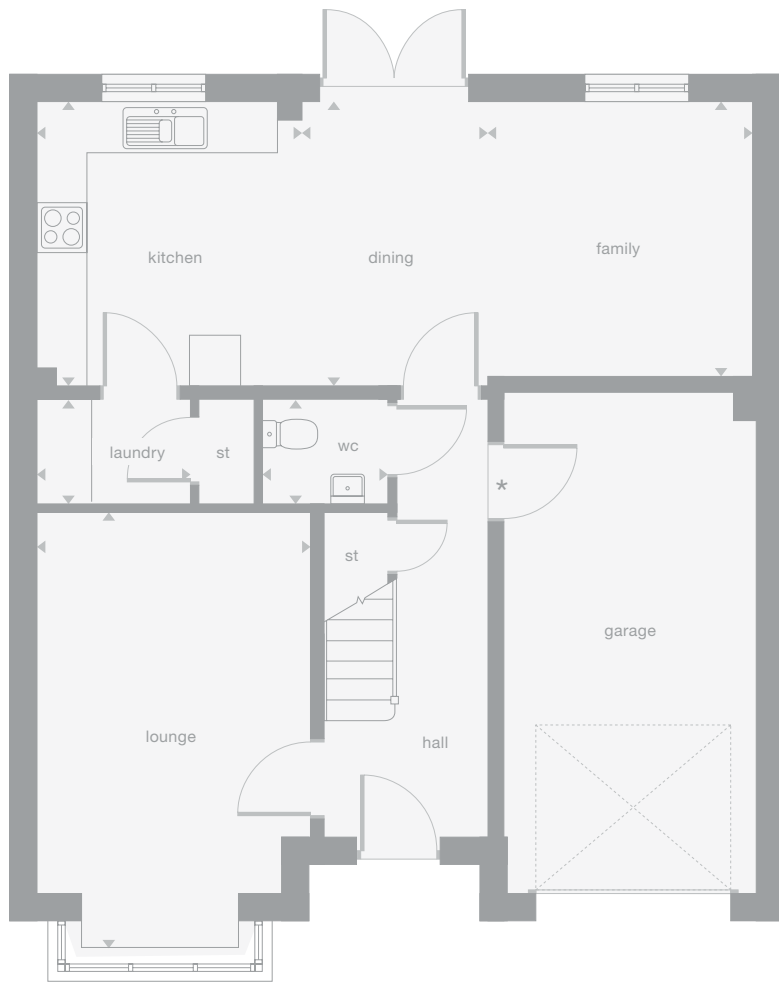 family
kitchen
dining
wc
laundry
st
*
st
garage
lounge
hall